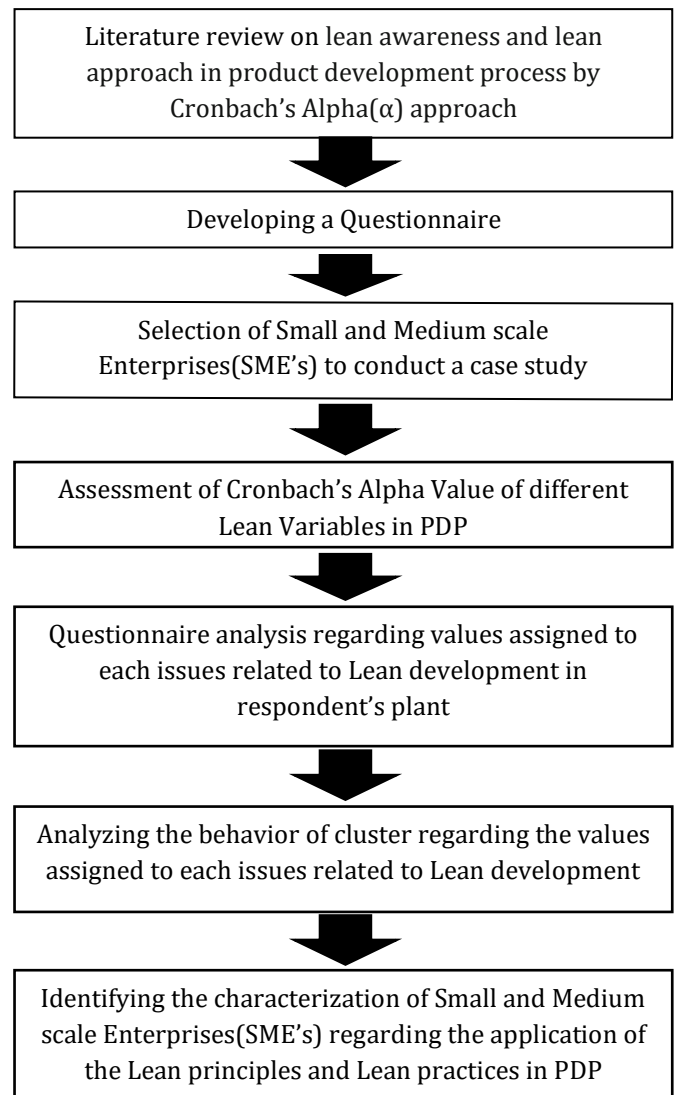 Literature review on lean awareness and lean
approach in product development process by
Cronbach’s Alpha(α) approach
Developing a Questionnaire
Selection of Small and Medium scale
Enterprises(SME’s) to conduct a case study
Assessment of Cronbach’s Alpha Value of different
Lean Variables in PDP
Questionnaire analysis regarding values assigned to
each issues related to Lean development in
respondent’s plant
Analyzing the behavior of cluster regarding the values
assigned to each issues related to Lean development
Identifying the characterization of Small and Medium
scale Enterprises(SME’s) regarding the application of
the Lean principles and Lean practices in PDP